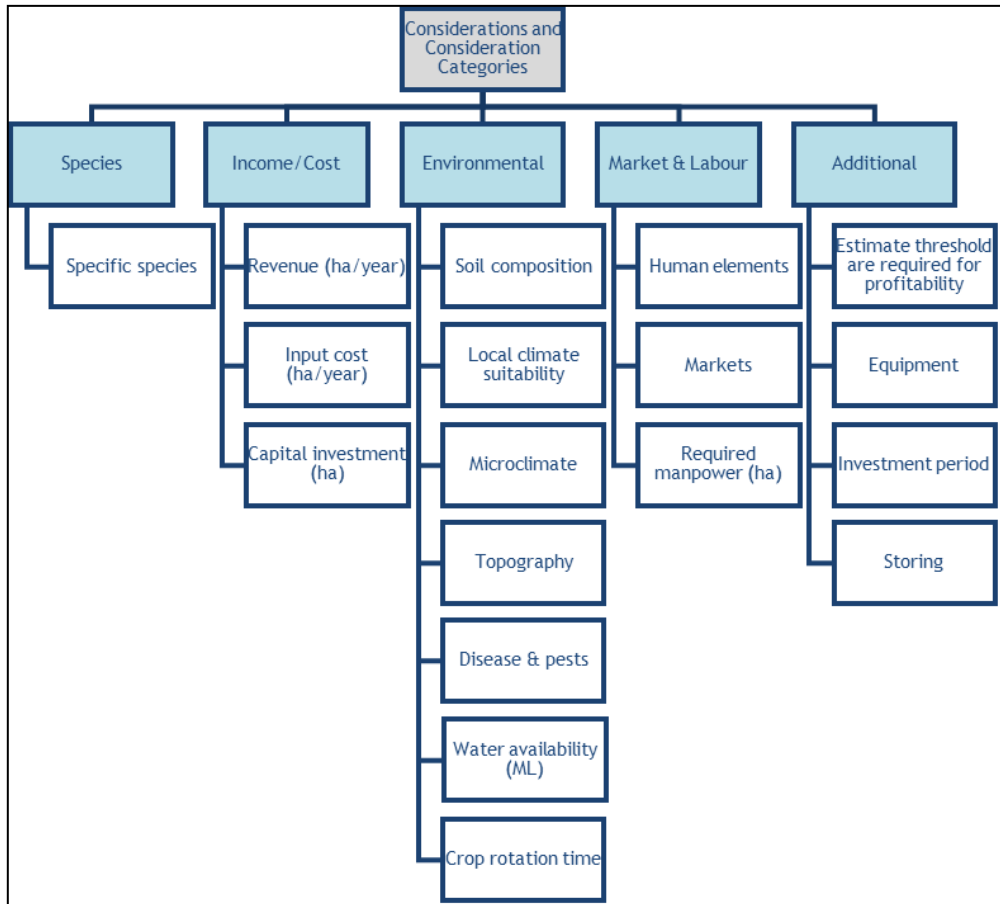 Considerations and
Consideration
Categories
Species
Income/Cost
Environmental
Market & Labour
Additional
Specific species
Revenue (ha/year)
Input cost
(ha/year)
Capital investment
(ha)
Soil composition
Local climate
suitability
Microclimate
Topography
Disease & pests
Water availability
(ML)
Crop rotation time
Human elements
Markets
Required
manpower (ha)
Estimate threshold
are required for
profitability
Equipment
Investment period
Storing